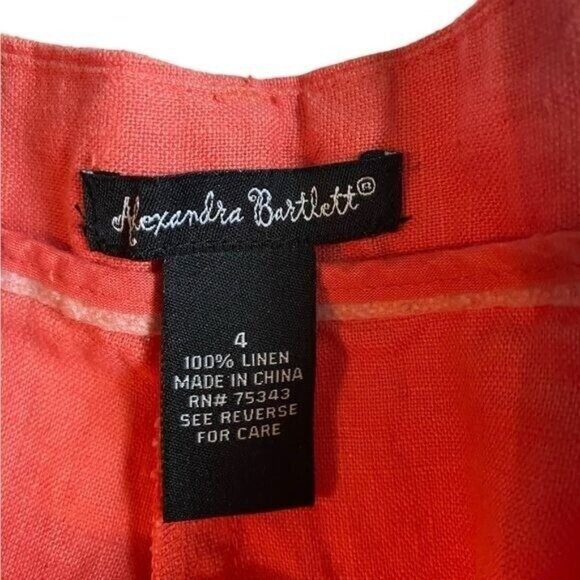 Alexandra Bartlett®
4
100% LINEN
MADE IN CHINA
RN# 75343
SEE REVERSE
FOR CARE